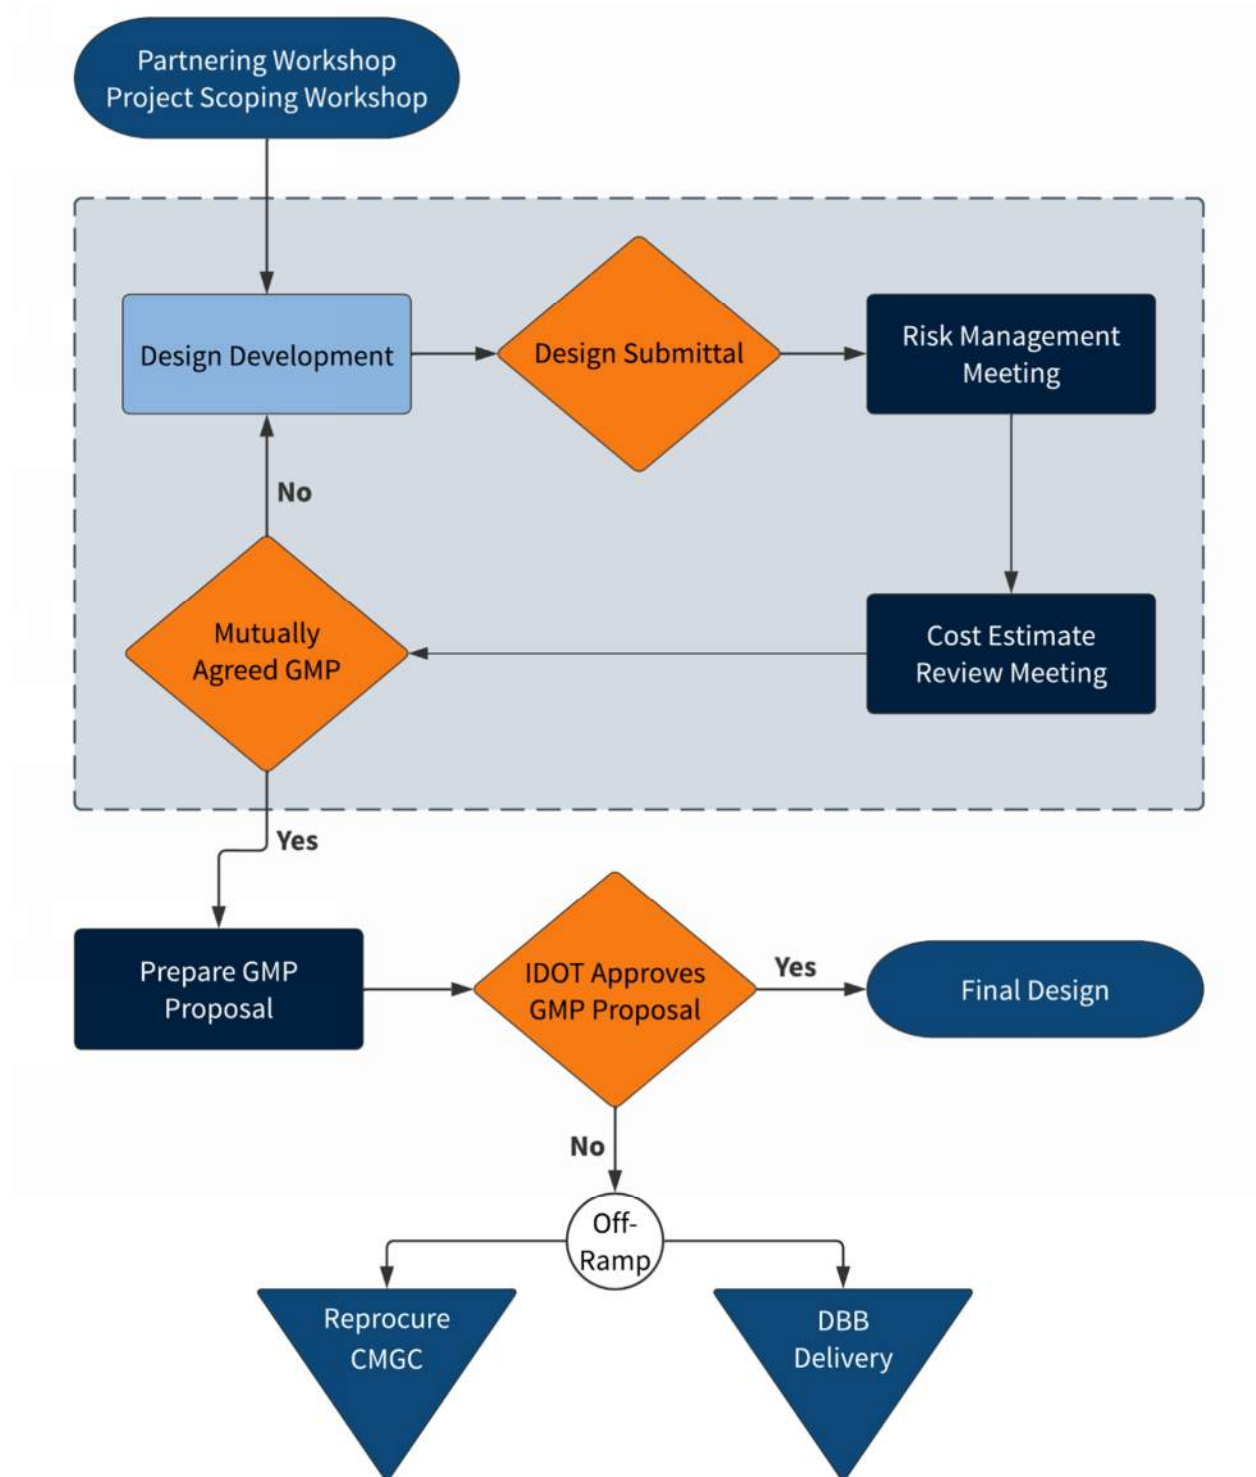 Partnering Workshop
Project Scoping Workshop
Design Development
Design Submittal
Risk Management
Meeting
No
Mutually
Agreed GMP
Cost Estimate
Review Meeting
Yes
Prepare GMP
Proposal
IDOT Approves
GMP Proposal
Yes
Final Design
No
Off-
Ramp
Reprocure
CMGC
DBB
Delivery